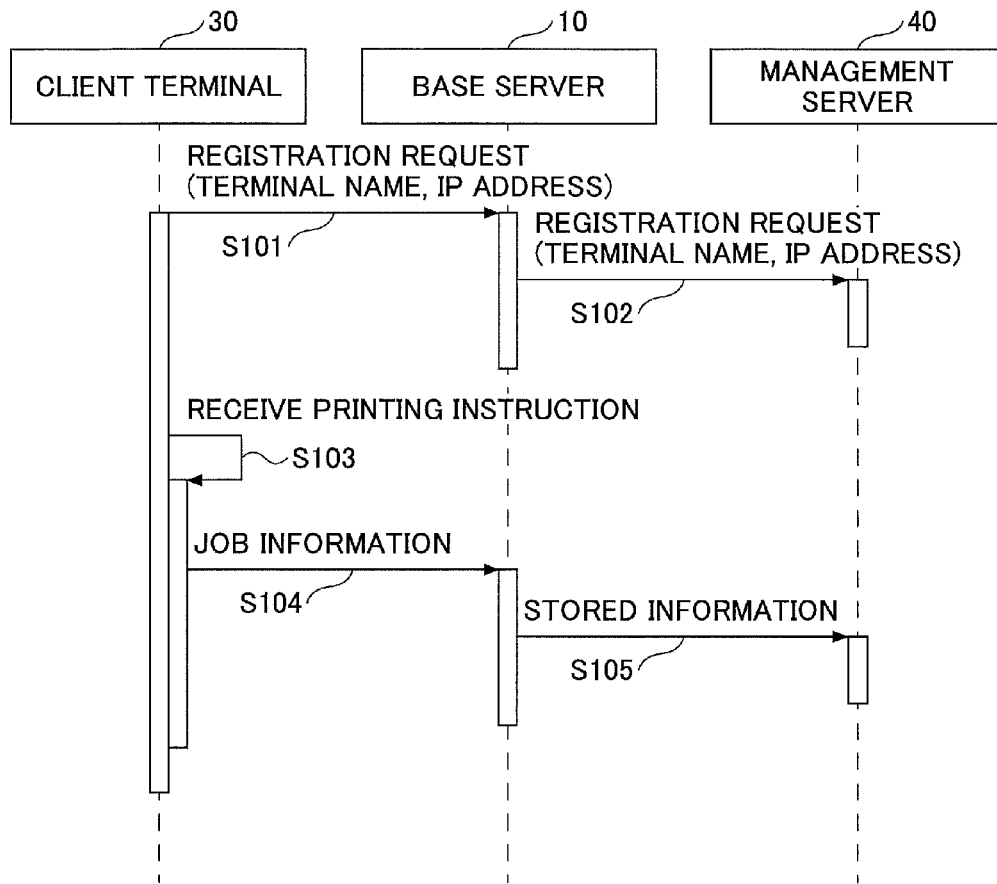 30
10
40
CLIENT TERMINAL
BASE SERVER
MANAGEMENT
SERVER
REGISTRATION REQUEST
(TERMINAL NAME, IP ADDRESS)
S101
REGISTRATION REQUEST
(TERMINAL NAME, IP ADDRESS)
S102
RECEIVE PRINTING INSTRUCTION
S103
JOB INFORMATION
S104
STORED INFORMATION
S105